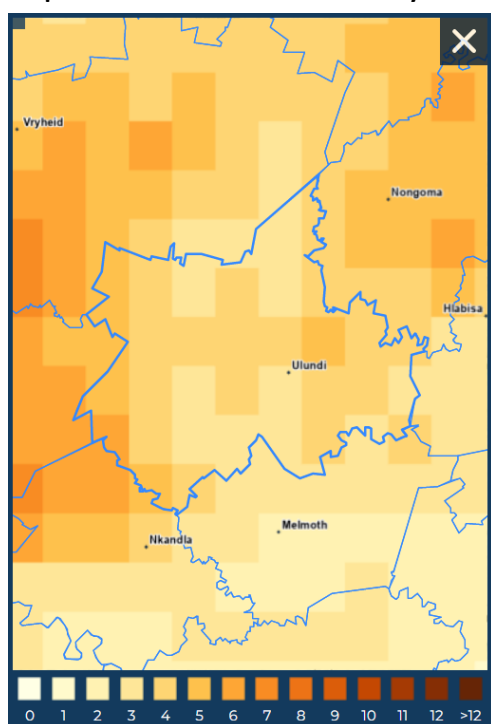 Vryheid
Nongoma
Hlabisa
Ulundi
Melmoth
Nkandla
0 1 2 3 4 5 6 7 8 9 10 11 12 >12